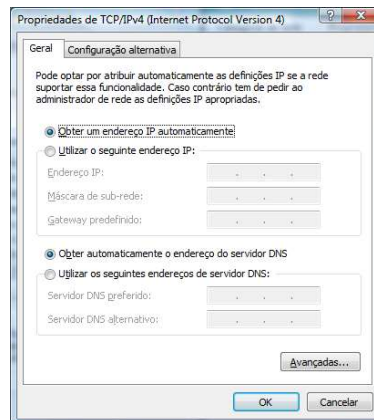 Propriedades de TCP/IPv4 (Internet Protocol Version 4)
Geral
Configuração alternativa
Pode optar por atribuir automaticamente as definições IP se a rede
suportar essa funcionalidade. Caso contrário tem de pedir ao
administrador de rede as definições IP apropriadas.
Obter um endereço IP automaticamente
Utilizar o seguinte endereço IP:
Endereço IP:
Máscara de sub-rede:
Gateway predefinido:
Obter automaticamente o endereço do servidor DNS
Utilizar os seguintes endereços de servidor DNS:
Servidor DNS preferido:
Servidor DNS alternativo:
Avançadas...
OK
Cancelar